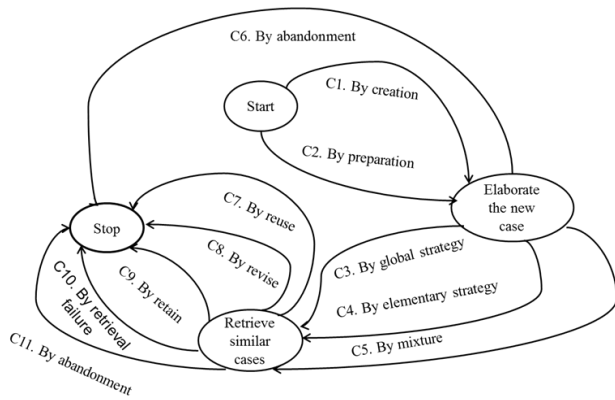 C6. By abandonment
C1. By creation
Start
C2. By preparation
Elaborate
the new
case
C7. By reuse
Stop
C8. By revise
C3. By global strategy
C9. By retain
C4. By elementary strategy
C10. By retrieval
failure
Retrieve
similar
cases
C5. By mixture
C11. By abandonment